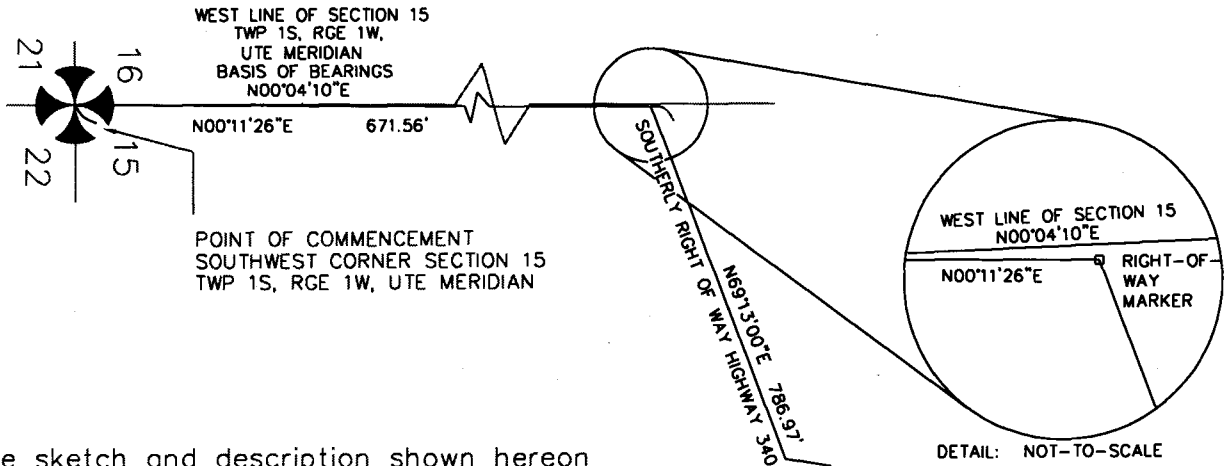 WEST LINE OF SECTION 15
TWP 1S, RGE 1W,
UTE MERIDIAN
BASIS OF BEARINGS
N00°04'10"E
N00°11'26"E 671.56'
21
16
22
15
POINT OF COMMENCEMENT
SOUTHWEST CORNER SECTION 15
TWP 1S, RGE 1W, UTE MERIDIAN
SOUTHERLY RIGHT OF WAY HIGHWAY 340
N69°13'00"E 786.97'
WEST LINE OF SECTION 15
N00°04'10"E
N00°11'26"E
RIGHT-OF-
WAY
MARKER
DETAIL: NOT-TO-SCALE
e sketch and description shown hereon